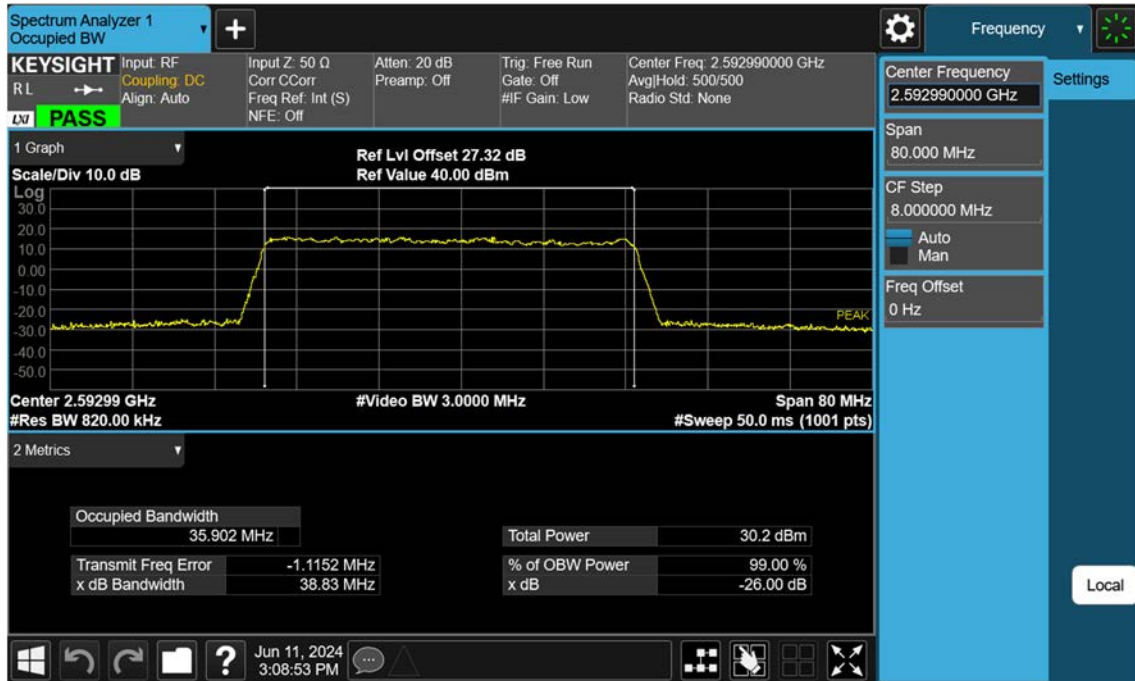 Spectrum Analyzer 1
Occupied BW
Frequency
KEYSIGHT
R L
LXI
PASS
Input: RF
Coupling: DC
Align: Auto
Input Z: 50 Ω
Corr CCorr
Freq Ref: Int (S)
NFE: Off
Atten: 20 dB
Preamp: Off
Trig: Free Run
Gate: Off
#IF Gain: Low
Center Freq: 2.592990000 GHz
Avg|Hold: 500/500
Radio Std: None
Center Frequency
2.592990000 GHz
Settings
Span
80.000 MHz
CF Step
8.000000 MHz
Auto
Man
Freq Offset
0 Hz
1 Graph
Scale/Div 10.0 dB
Ref Lvl Offset 27.32 dB
Ref Value 40.00 dBm
Log
30.0
20.0
10.0
0.00
-10.0
-20.0
-30.0
-40.0
-50.0
PEAK
Center 2.59299 GHz
#Video BW 3.0000 MHz
Span 80 MHz
#Res BW 820.00 kHz
#Sweep 50.0 ms (1001 pts)
2 Metrics
Occupied Bandwidth
35.902 MHz
Total Power 30.2 dBm
Transmit Freq Error -1.1152 MHz
% of OBW Power 99.00 %
x dB Bandwidth 38.83 MHz
x dB -26.00 dB
Local
?
Jun 11, 2024
3:08:53 PM